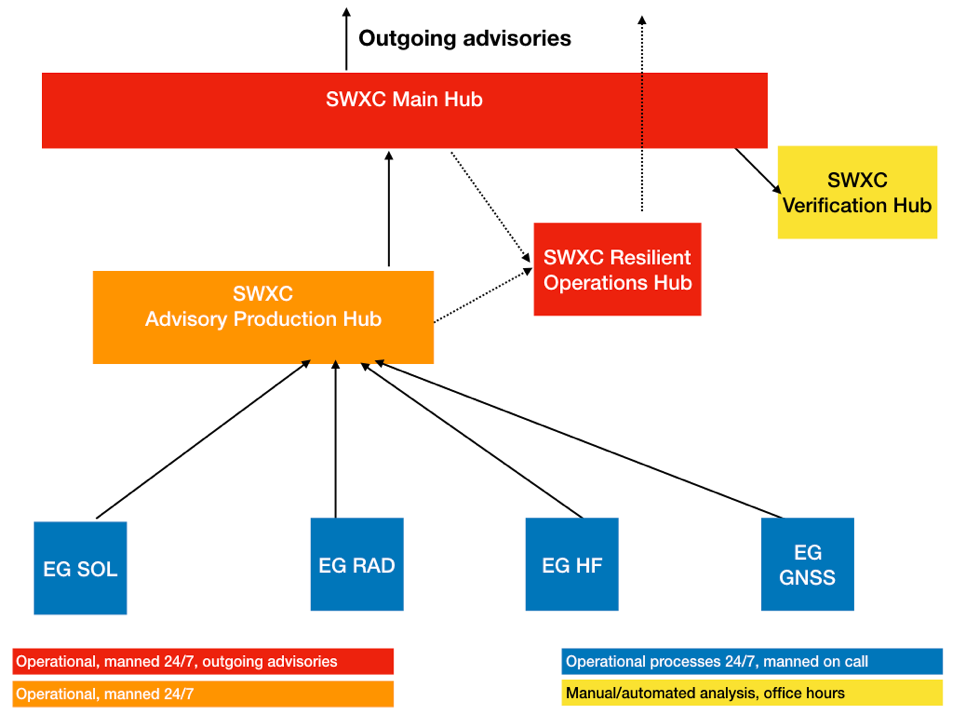 Outgoing advisories
SWXC Main Hub
SWXC
Verification Hub
SWXC Resilient
Operations Hub
SWXC
Advisory Production Hub
EG SOL
EG RAD
EG HF
EG
GNSS
Operational, manned 24/7, outgoing advisories
Operational, manned 24/7
Operational processes 24/7, manned on call
Manual/automated analysis, office hours